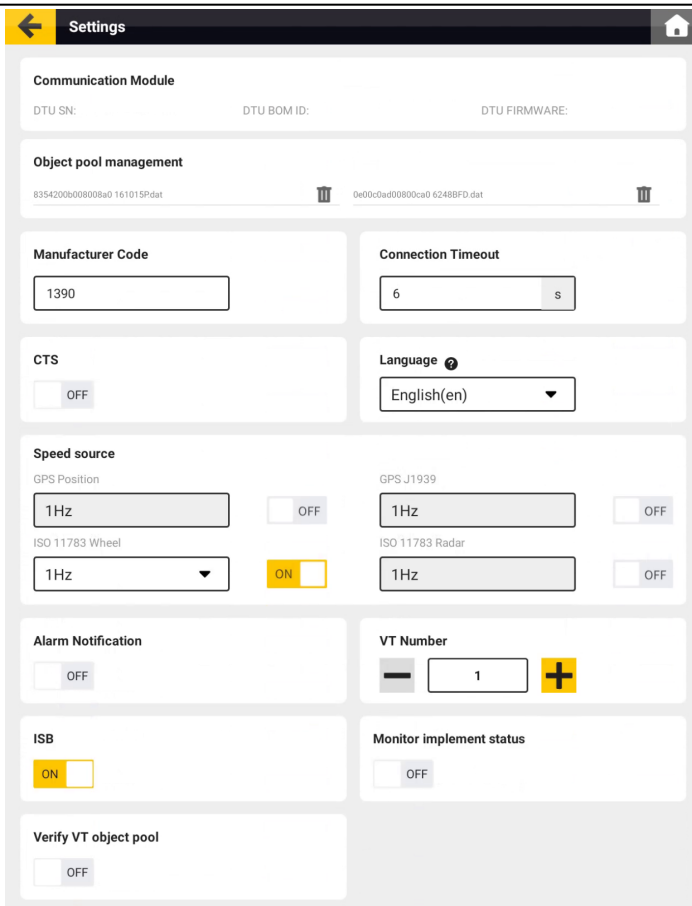 Settings
Communication Module
DTU SN: DTU BOM ID: DTU FIRMWARE:
Object pool management
8354200b008008a0 161015P.dat 0e00c0ad00800ca0 6248BFD.dat
Manufacturer Code Connection Timeout
1390 6 s
CTS Language ?
OFF English(en)
Speed source
GPS Position GPS J1939
1Hz OFF 1Hz OFF
ISO 11783 Wheel ISO 11783 Radar
1Hz ON 1Hz OFF
Alarm Notification VT Number
OFF 1
ISB Monitor implement status
ON OFF
Verify VT object pool
OFF